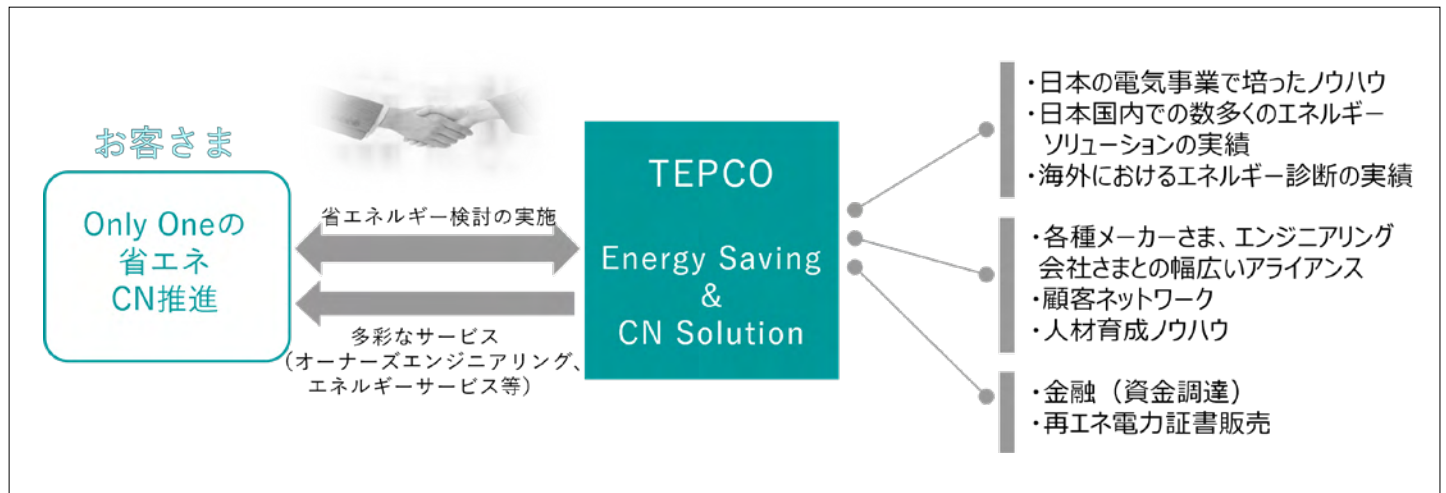 お客さま
Only Oneの
省エネ
CN推進
省エネルギー検討の実施
多彩なサービス
（オーナーズエンジニアリング、
エネルギーサービス等）
TEPCO
Energy Saving
&
CN Solution
・日本の電気事業で培ったノウハウ
・日本国内での数多くのエネルギー
ソリューションの実績
・海外におけるエネルギー診断の実績
・各種メーカーさま、エンジニアリング
会社さまとの幅広いアライアンス
・顧客ネットワーク
・人材育成ノウハウ
・金融（資金調達）
・再エネ電力証書販売